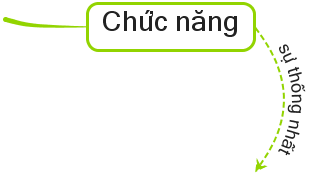 Chức năng
sự thống nhất